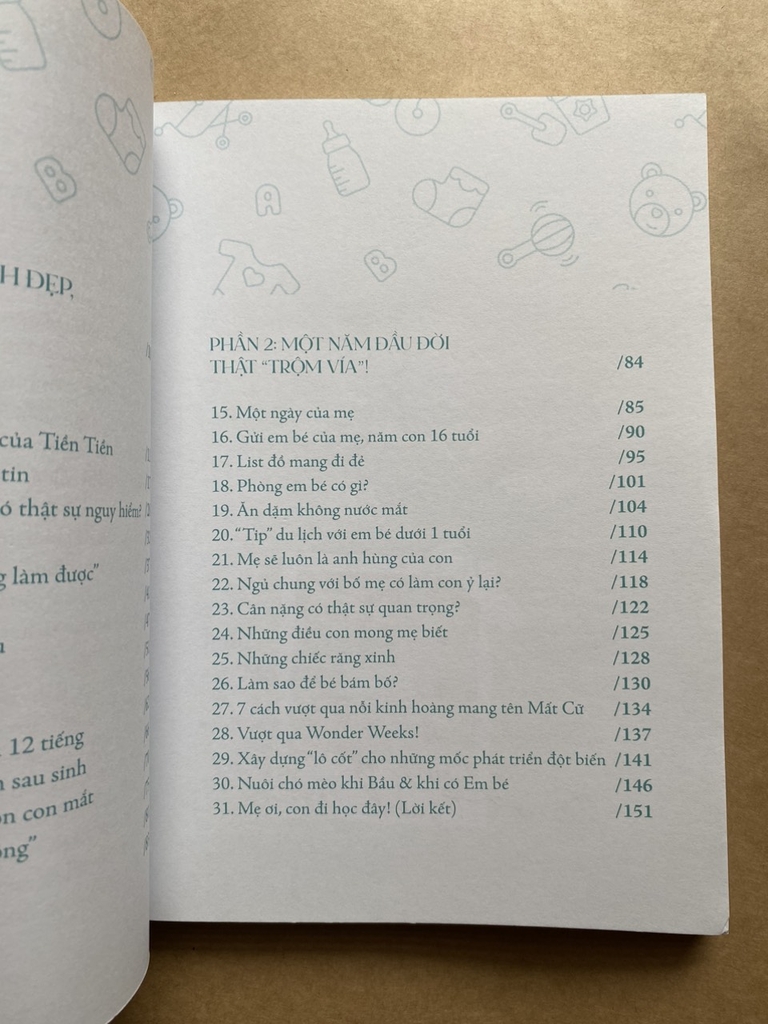 H ĐẸP,
của Tiền Tiền
tin
ó thật sự nguy hiểm?
g làm được"
12 tiếng
sau sinh
on con mắt
ông"
PHẦN 2: MỘT NĂM ĐẦU ĐỜI
THẬT "TRỘM VÍA"! /84
15. Một ngày của mẹ /85
16. Gửi em bé của mẹ, năm con 16 tuổi /90
17. List đồ mang đi đẻ /95
18. Phòng em bé có gì? /101
19. Ăn dặm không nước mắt /104
20. "Tip" du lịch với em bé dưới 1 tuổi /110
21. Mẹ sẽ luôn là anh hùng của con /114
22. Ngủ chung với bố mẹ có làm con ỷ lại? /118
23. Cân nặng có thật sự quan trọng? /122
24. Những điều con mong mẹ biết /125
25. Những chiếc răng xinh /128
26. Làm sao để bé bám bố? /130
27. 7 cách vượt qua nỗi kinh hoàng mang tên Mất Cữ /134
28. Vượt qua Wonder Weeks! /137
29. Xây dựng "lô cốt" cho những mốc phát triển đột biến /141
30. Nuôi chó mèo khi Bầu & khi có Em bé /146
31. Mẹ ơi, con đi học đây! (Lời kết) /151